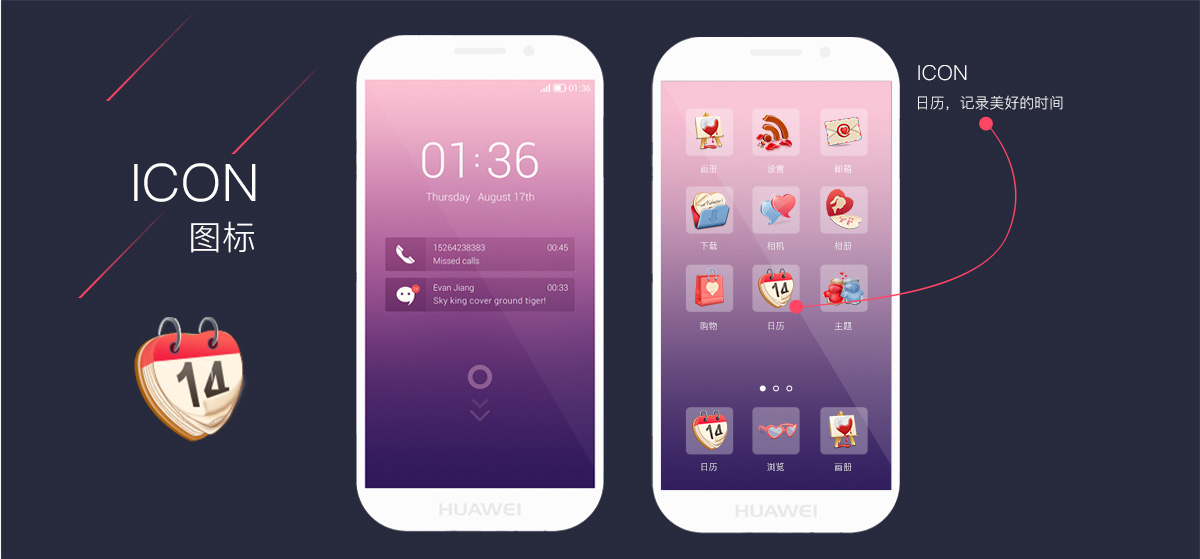 ICON
图标
14
01:36
01:36
Thursday August 17th
15264238383 00:45
Missed calls
Evan Jiang 00:33
Sky king cover ground tiger!
HUAWEI
画册 设置 邮箱
下载 相机 相册
14
购物 日历 主题
14
日历 浏览 画册
HUAWEI
ICON
日历，记录美好的时间